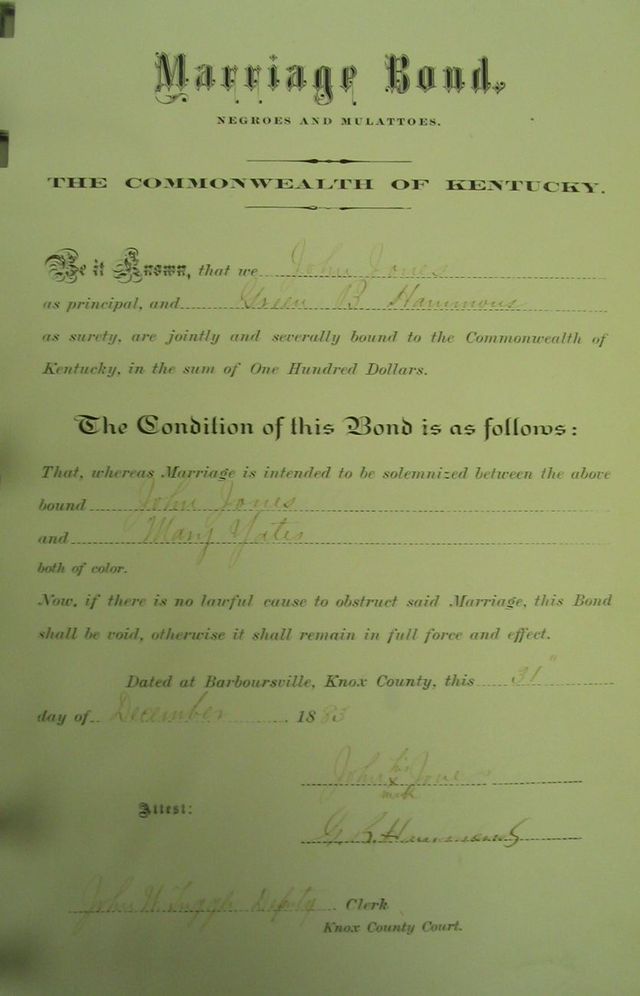 Marriage Bond.
NEGROES AND MULATTOES.
THE COMMONWEALTH OF KENTUCKY.
Be it Known, that we John Jones
as principal, and Green B Hammons
as surety, are jointly and severally bound to the Commonwealth of
Kentucky, in the sum of One Hundred Dollars.
The Condition of this Bond is as follows:
That, whereas Marriage is intended to be solemnized between the above
bound John Jones
and Mary Yates
both of color.
Now, if there is no lawful cause to obstruct said Marriage, this Bond
shall be void, otherwise it shall remain in full force and effect.
Dated at Barboursville, Knox County, this 31"
day of December 1883
his
John x Jones
mark
Attest:
G. B. Hammons
John W Tuggle Deputy Clerk
Knox County Court.